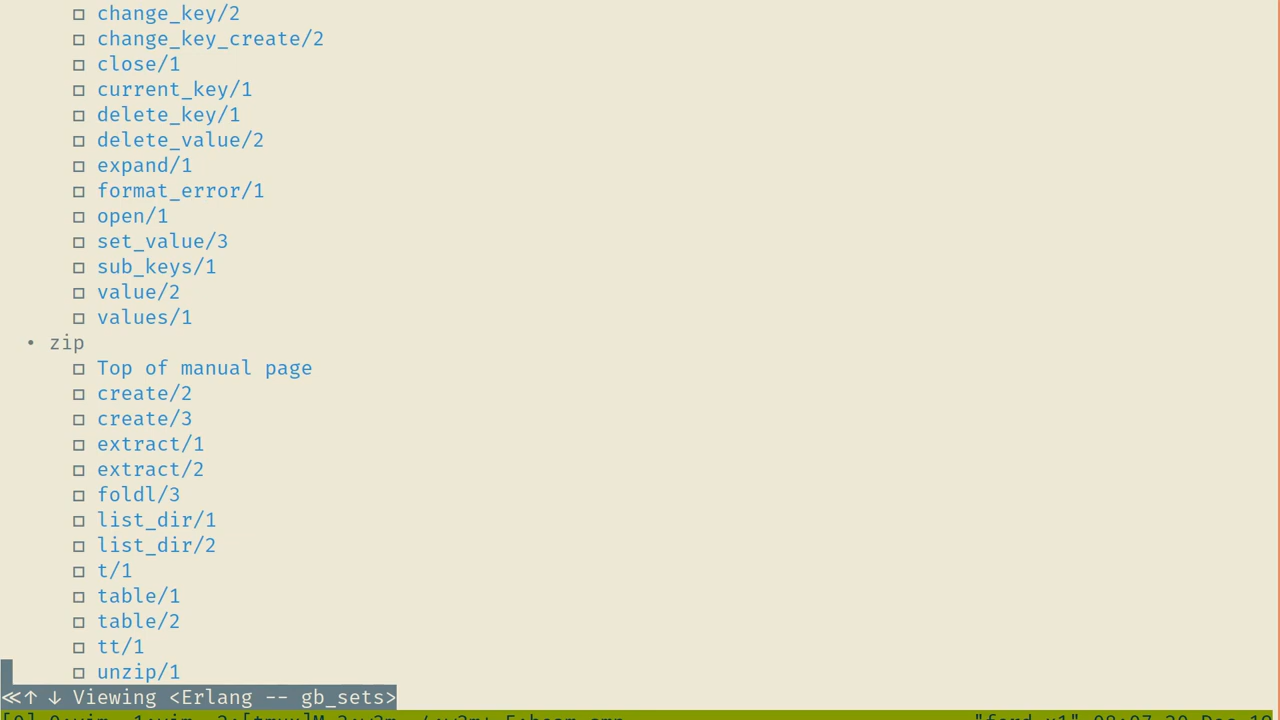 □ change_key/2
□ change_key_create/2
□ close/1
□ current_key/1
□ delete_key/1
□ delete_value/2
□ expand/1
□ format_error/1
□ open/1
□ set_value/3
□ sub_keys/1
□ value/2
□ values/1
• zip
□ Top of manual page
□ create/2
□ create/3
□ extract/1
□ extract/2
□ foldl/3
□ list_dir/1
□ list_dir/2
□ t/1
□ table/1
□ table/2
□ tt/1
□ unzip/1
≪↑ ↓ Viewing <Erlang -- gb_sets>